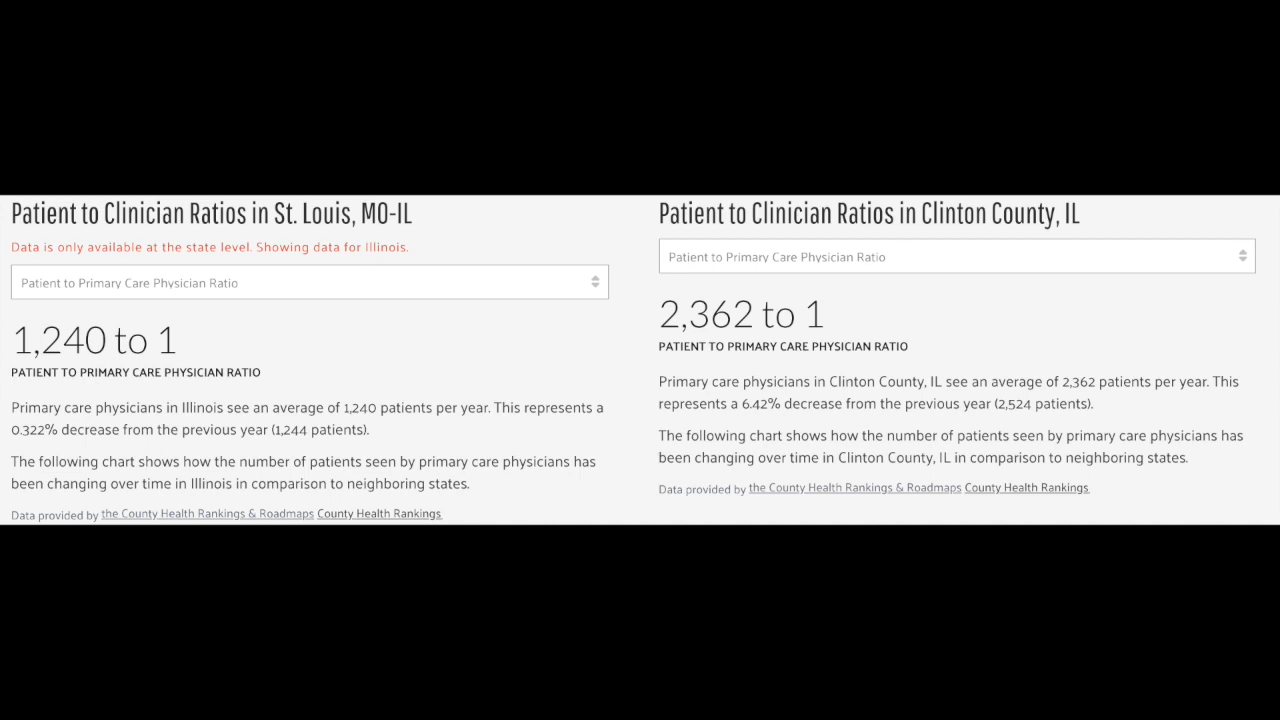 Patient to Clinician Ratios in St. Louis, MO-IL
Data is only available at the state level. Showing data for Illinois.
Patient to Primary Care Physician Ratio
1,240 to 1
PATIENT TO PRIMARY CARE PHYSICIAN RATIO
Primary care physicians in Illinois see an average of 1,240 patients per year. This represents a
0.322% decrease from the previous year (1,244 patients).
The following chart shows how the number of patients seen by primary care physicians has
been changing over time in Illinois in comparison to neighboring states.
Data provided by the County Health Rankings & Roadmaps County Health Rankings
Patient to Clinician Ratios in Clinton County, IL
Patient to Primary Care Physician Ratio
2,362 to 1
PATIENT TO PRIMARY CARE PHYSICIAN RATIO
Primary care physicians in Clinton County, IL see an average of 2,362 patients per year. This
represents a 6.42% decrease from the previous year (2,524 patients).
The following chart shows how the number of patients seen by primary care physicians has
been changing over time in Clinton County, IL in comparison to neighboring states.
Data provided by the County Health Rankings & Roadmaps County Health Rankings